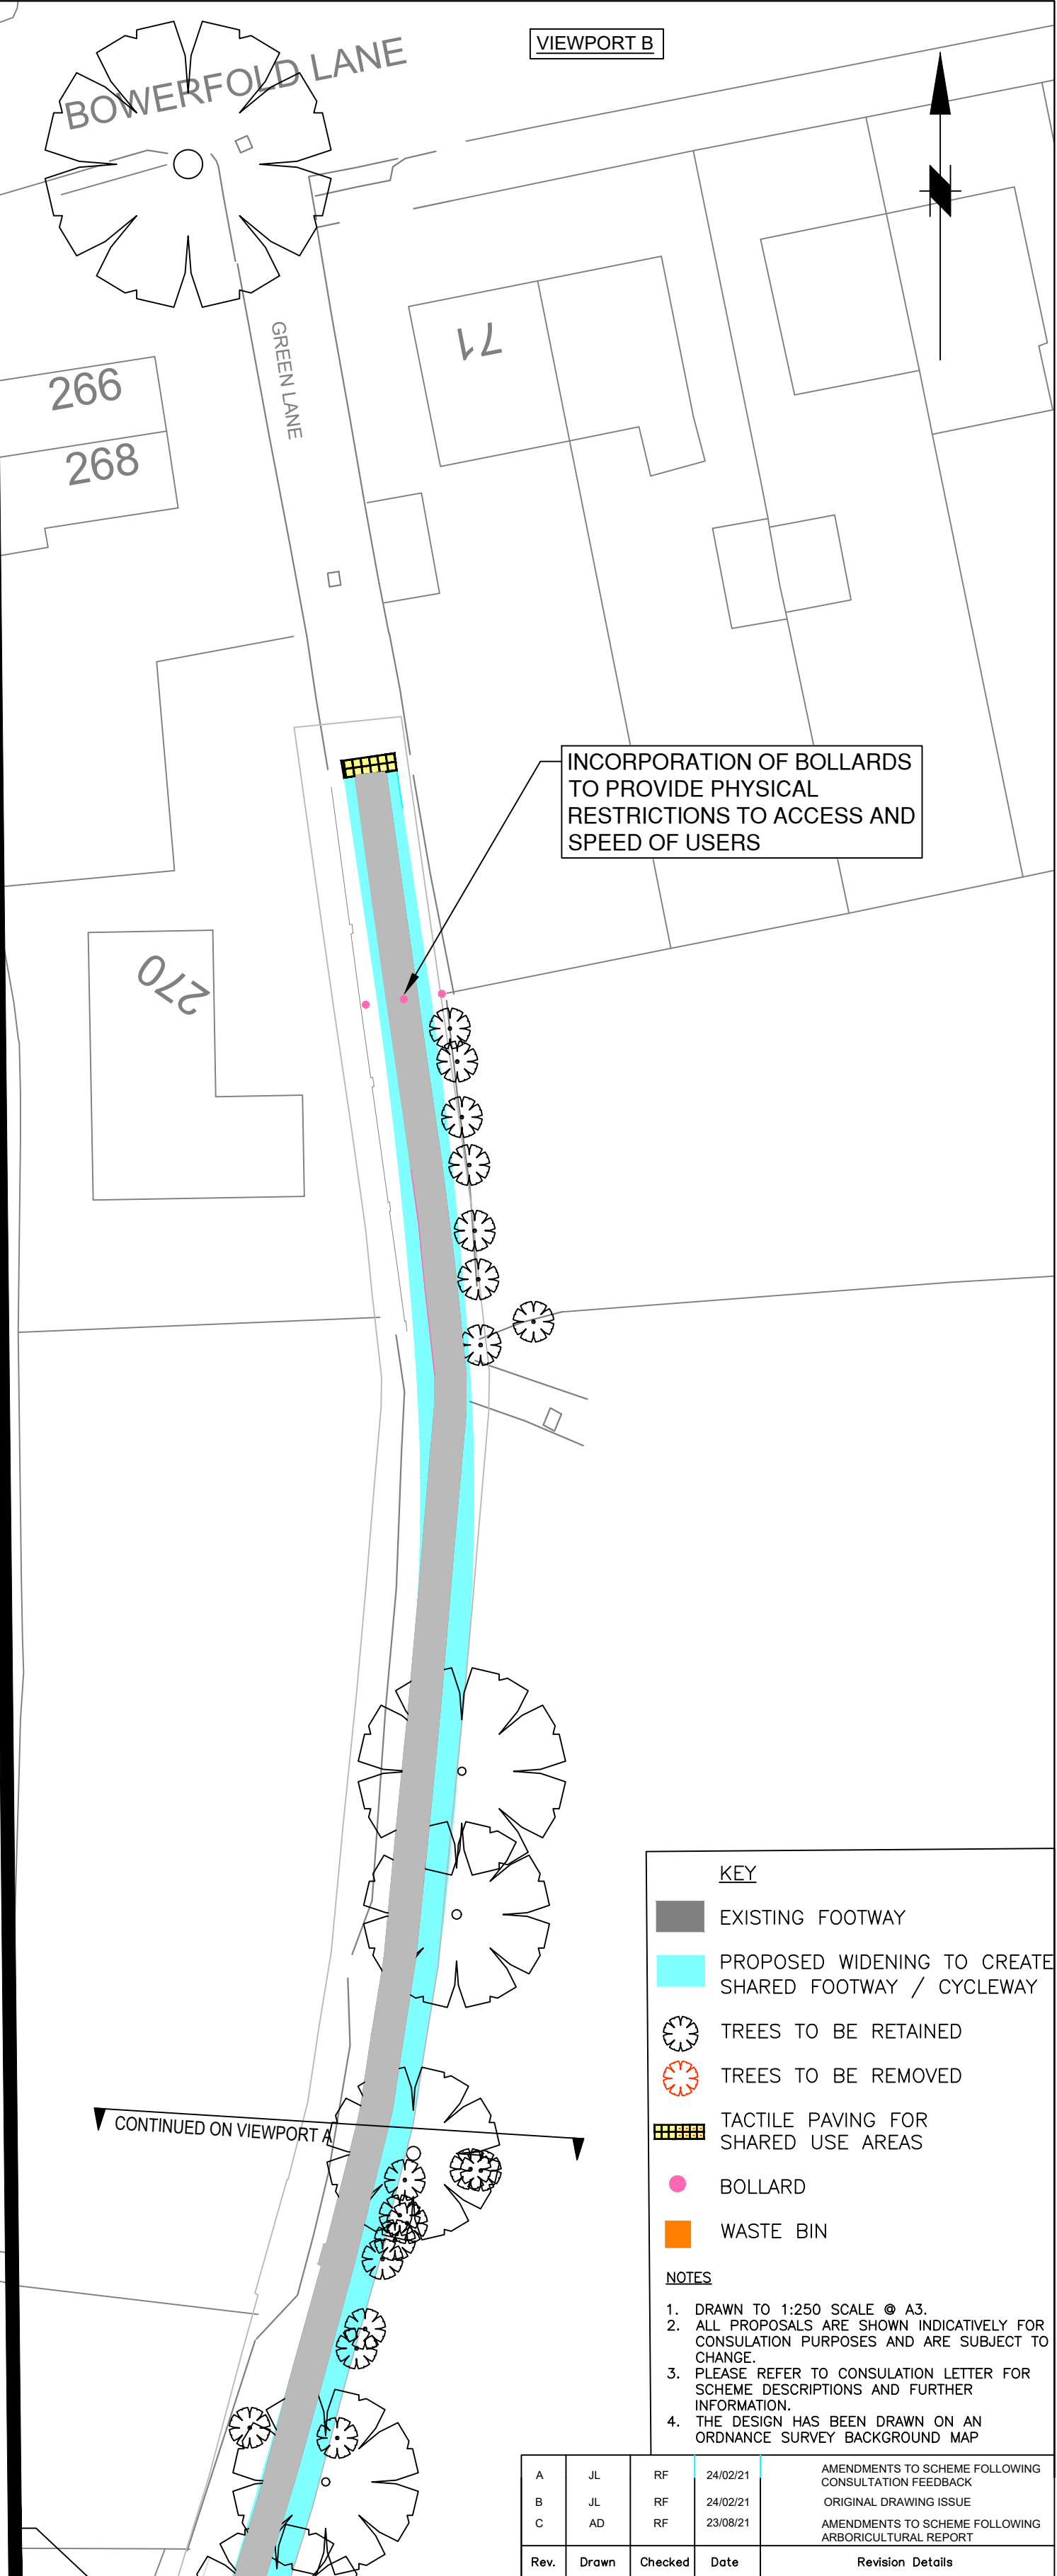 VIEWPORT B
BOWERFOLD LANE
GREEN LANE
71
266
268
INCORPORATION OF BOLLARDS
TO PROVIDE PHYSICAL
RESTRICTIONS TO ACCESS AND
SPEED OF USERS
270
CONTINUED ON VIEWPORT A
KEY
EXISTING FOOTWAY
PROPOSED WIDENING TO CREATE
SHARED FOOTWAY / CYCLEWAY
TREES TO BE RETAINED
TREES TO BE REMOVED
TACTILE PAVING FOR
SHARED USE AREAS
BOLLARD
WASTE BIN
NOTES
1. DRAWN TO 1:250 SCALE @ A3.
2. ALL PROPOSALS ARE SHOWN INDICATIVELY FOR
CONSULATION PURPOSES AND ARE SUBJECT TO
CHANGE.
3. PLEASE REFER TO CONSULATION LETTER FOR
SCHEME DESCRIPTIONS AND FURTHER
INFORMATION.
4. THE DESIGN HAS BEEN DRAWN ON AN
ORDNANCE SURVEY BACKGROUND MAP
A JL RF 24/02/21 AMENDMENTS TO SCHEME FOLLOWING
CONSULTATION FEEDBACK
B JL RF 24/02/21 ORIGINAL DRAWING ISSUE
C AD RF 23/08/21 AMENDMENTS TO SCHEME FOLLOWING
ARBORICULTURAL REPORT
Rev. Drawn Checked Date Revision Details